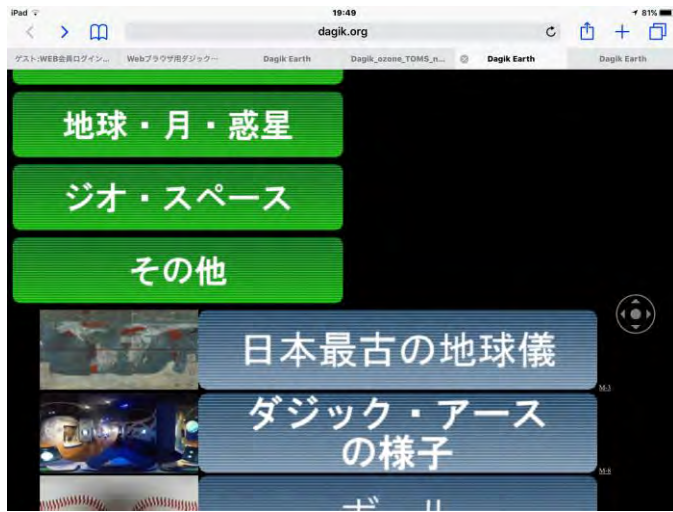 iPad 19:49 81%
dagik.org
ゲスト:WEB会員ログイン... Webブラウザ用ダジック… Dagik Earth Dagik_ozone_TOMS_n... Dagik Earth Dagik Earth
地球・月・惑星
ジオ・スペース
その他
日本最古の地球儀
M-3
ダジック・アース
の様子
M-6
ボール